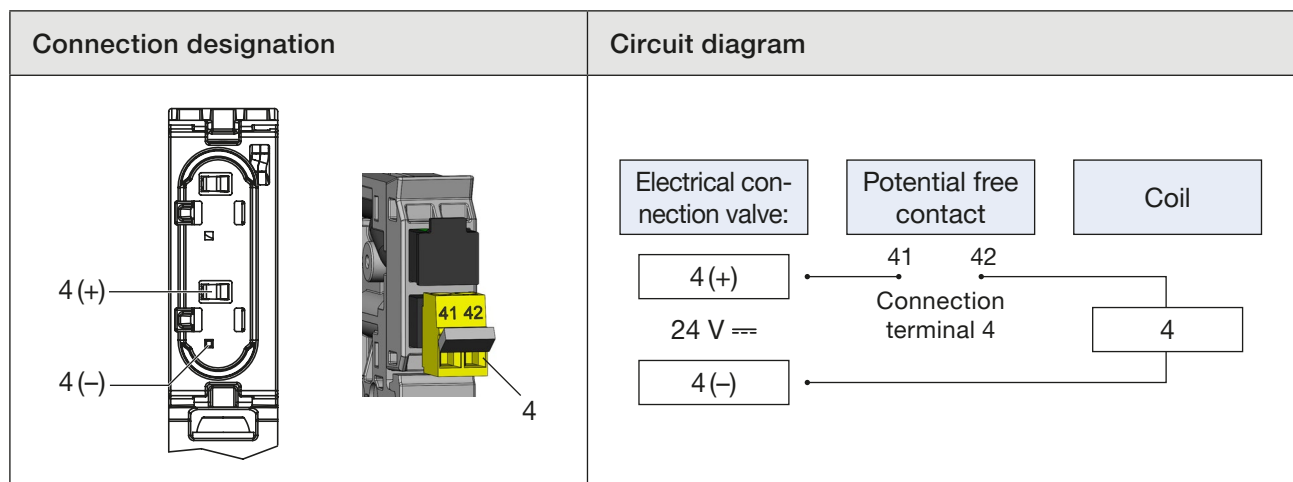 Connection designation
Circuit diagram
4 (+)
4 (–)
41 42
4
Electrical con-
nection valve:
Potential free
contact
Coil
4 (+)
41
42
Connection
terminal 4
24 V ⎓
4
4 (–)